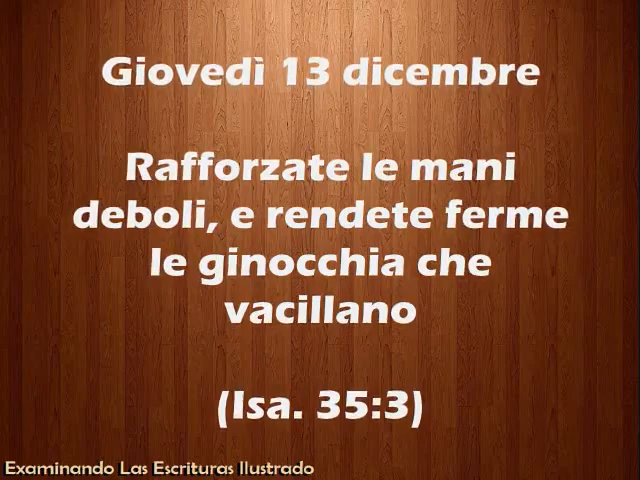 Giovedì 13 dicembre
Rafforzate le mani
deboli, e rendete ferme
le ginocchia che
vacillano
(Isa. 35:3)
Examinando Las Escrituras Ilustrado